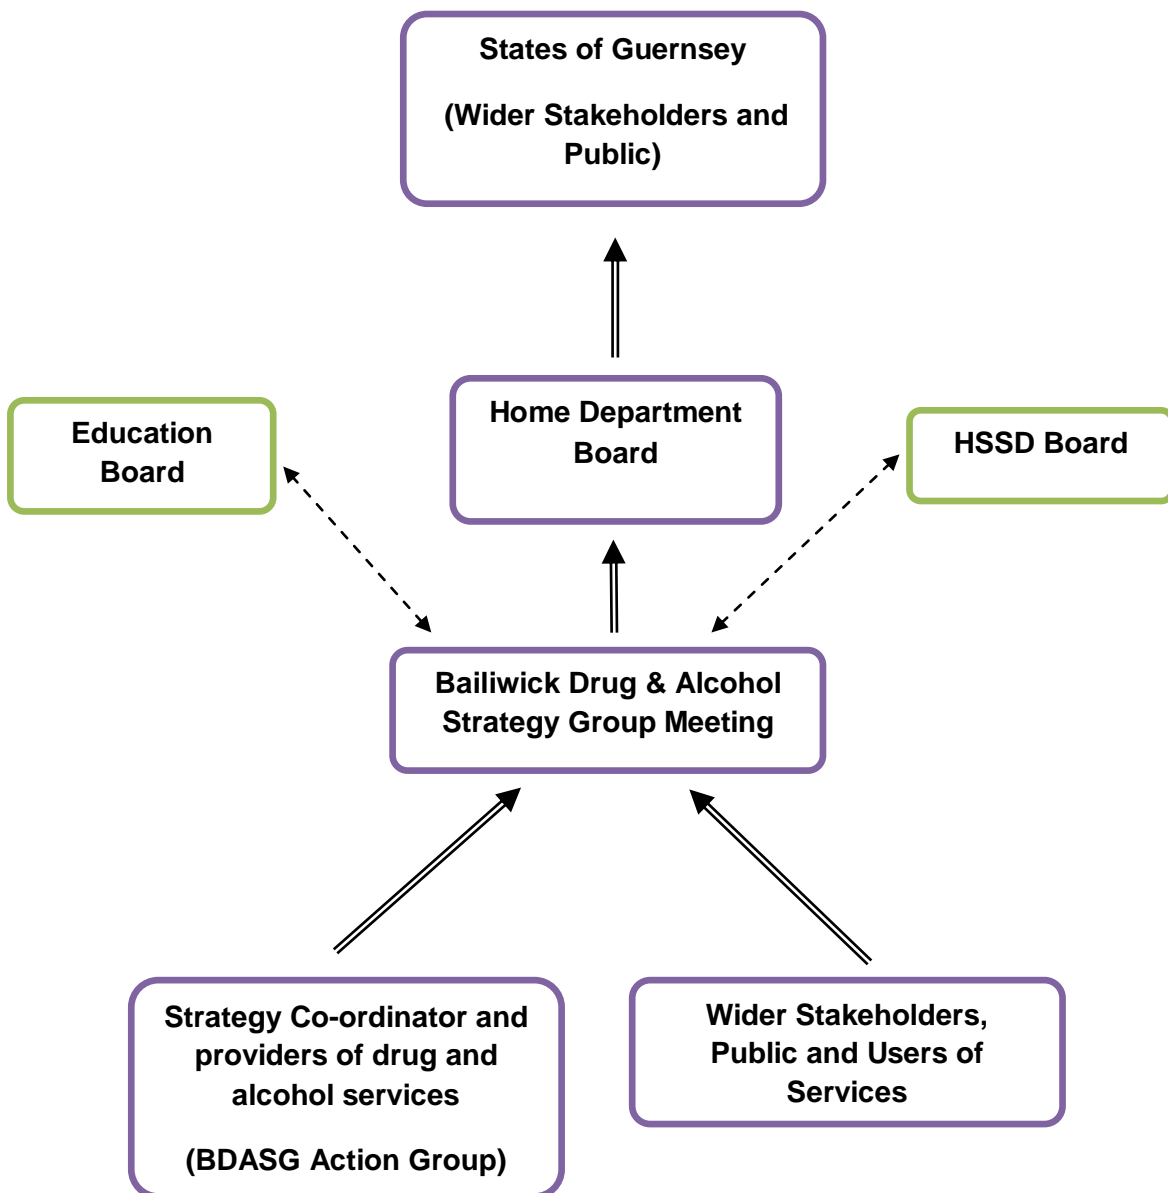 States of Guernsey
(Wider Stakeholders and
Public)
Home Department
Board
Education
Board
HSSD Board
Bailiwick Drug & Alcohol
Strategy Group Meeting
Strategy Co-ordinator and
providers of drug and
alcohol services
(BDASG Action Group)
Wider Stakeholders,
Public and Users of
Services